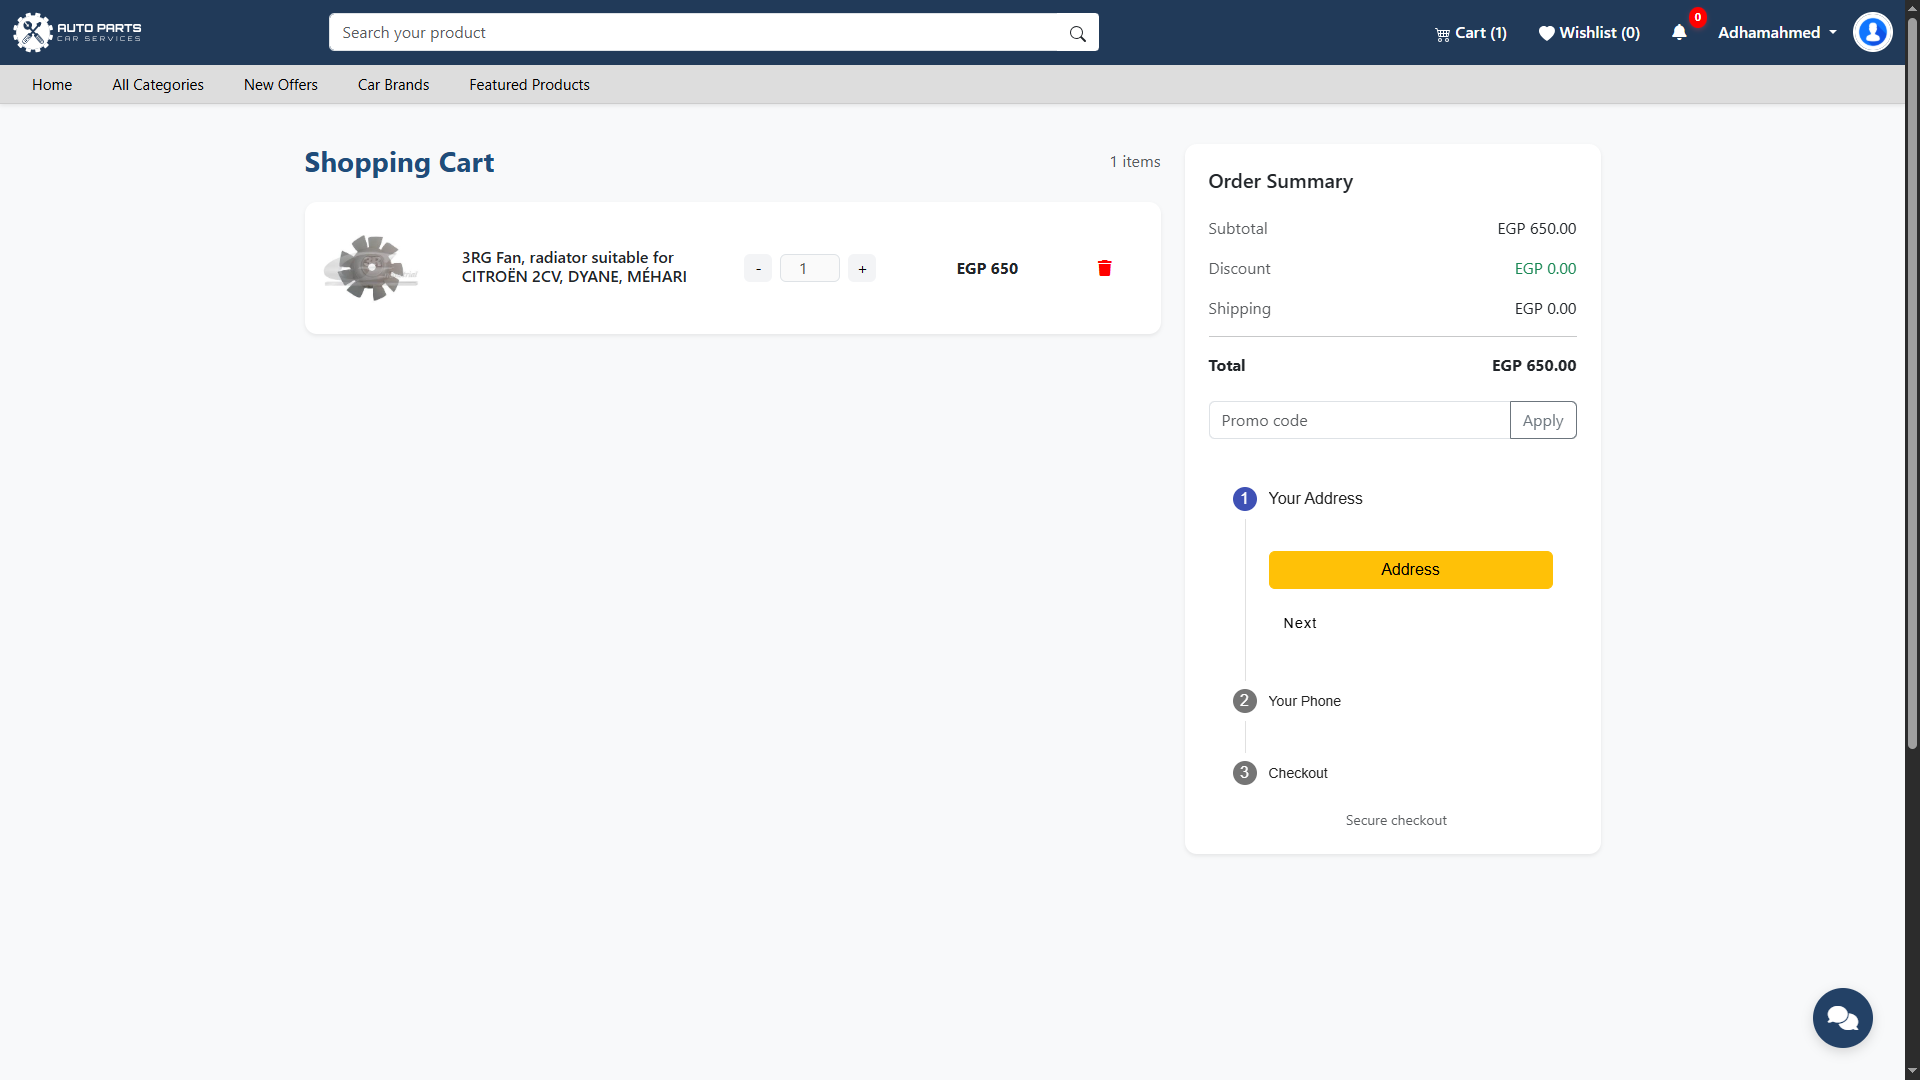 AUTO PARTS
CAR SERVICES
Search your product
Cart (1)
Wishlist (0)
0
Adhamahmed
Home
All Categories
New Offers
Car Brands
Featured Products
Shopping Cart
1 items
3RG Fan, radiator suitable for
CITROËN 2CV, DYANE, MÉHARI
-
1
+
EGP 650
Order Summary
Subtotal
EGP 650.00
Discount
EGP 0.00
Shipping
EGP 0.00
Total
EGP 650.00
Promo code
Apply
1
Your Address
Address
Next
2
Your Phone
3
Checkout
Secure checkout